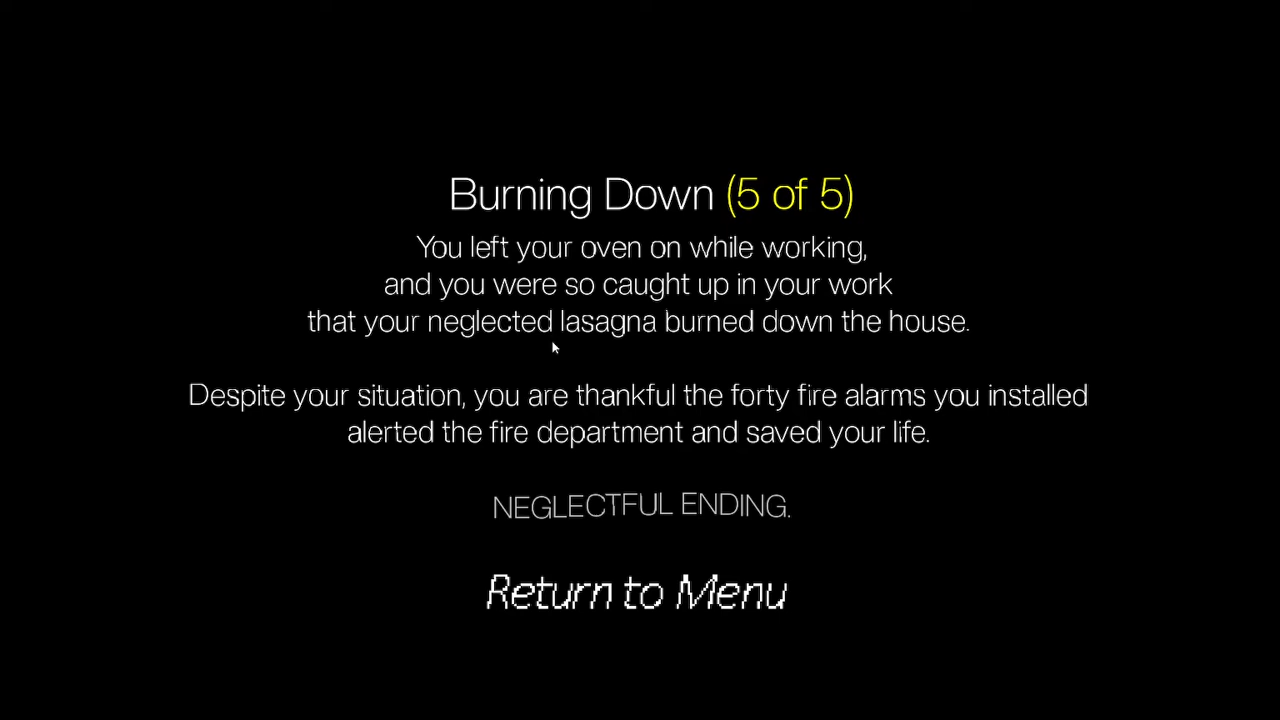 Burning Down (5 of 5)
You left your oven on while working,
and you were so caught up in your work
that your neglected lasagna burned down the house.
Despite your situation, you are thankful the forty fire alarms you installed
alerted the fire department and saved your life.
NEGLECTFUL ENDING.
Return to Menu